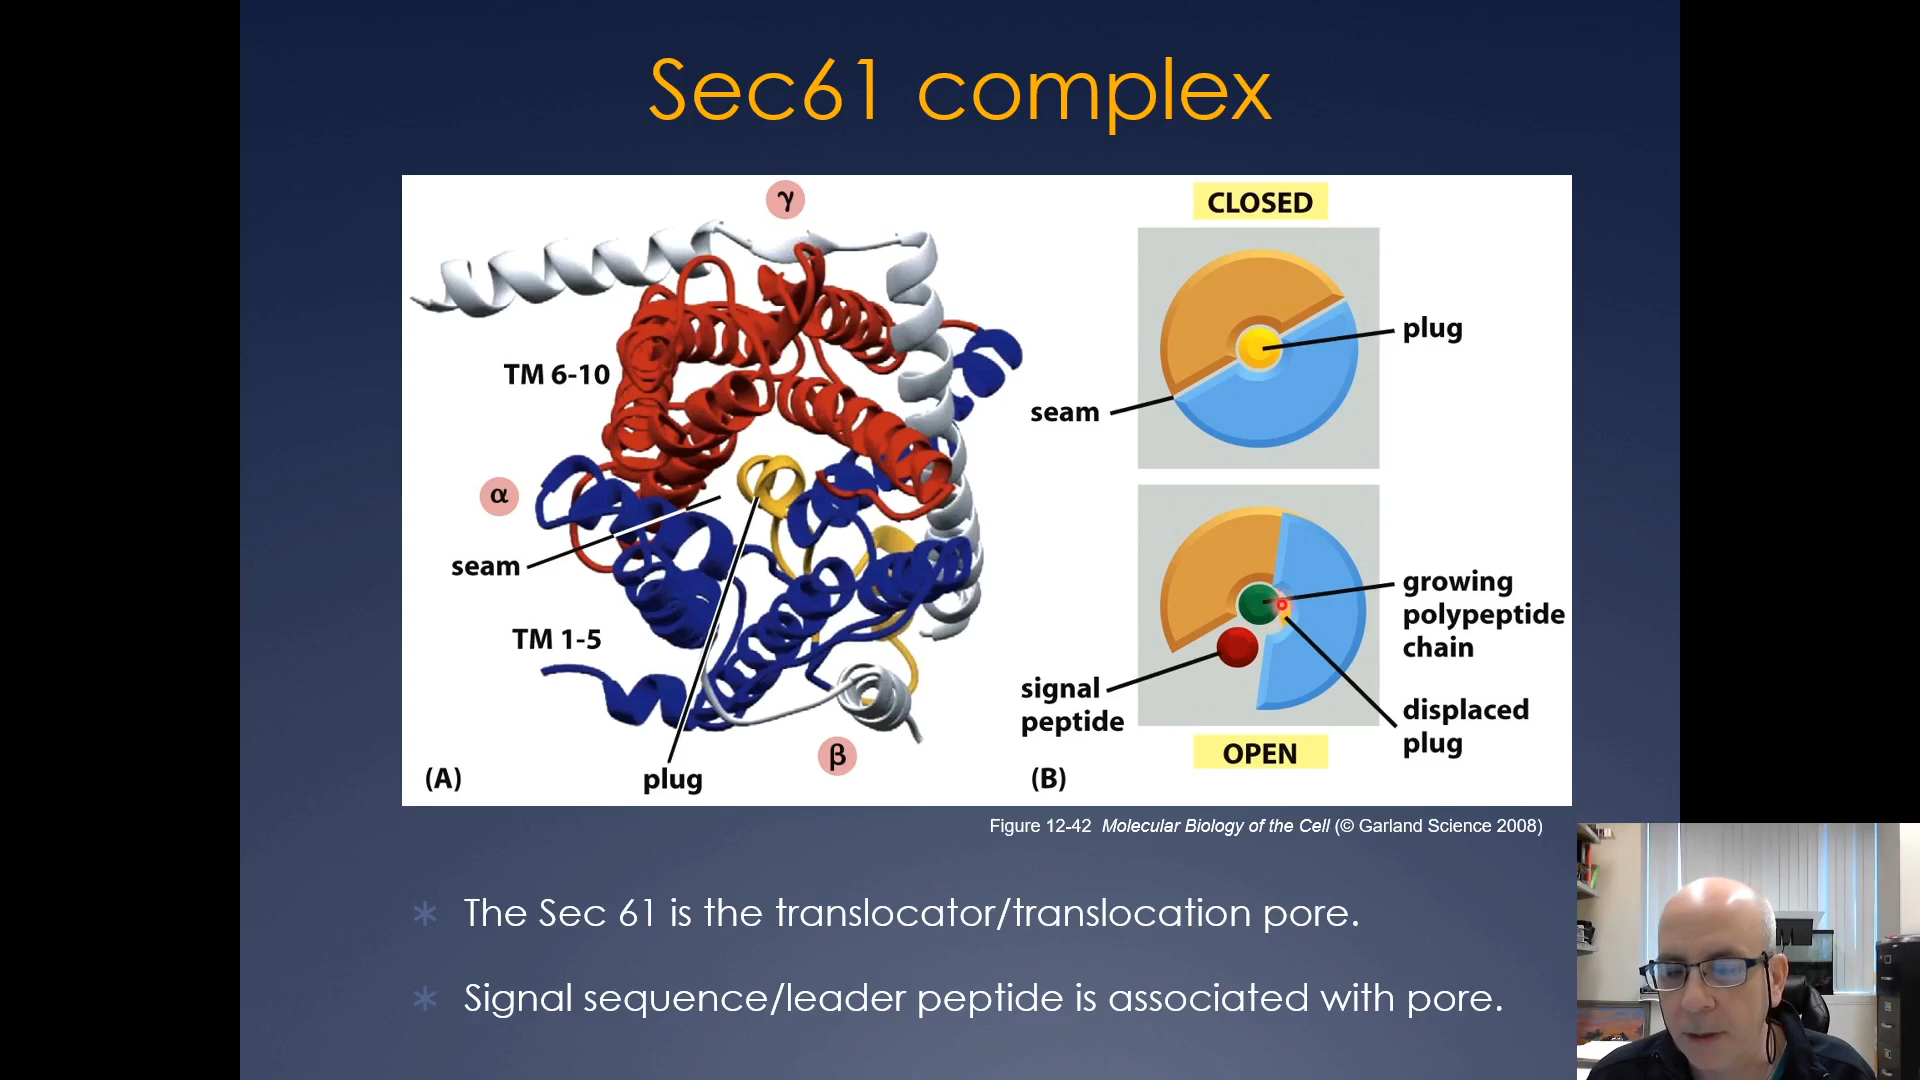 Sec61 complex
γ
TM 6-10
α
seam
TM 1-5
β
plug
(A)
CLOSED
plug
seam
growing
polypeptide
chain
signal
peptide
displaced
plug
OPEN
(B)
Figure 12-42 Molecular Biology of the Cell (© Garland Science 2008)
The Sec 61 is the translocator/translocation pore.
Signal sequence/leader peptide is associated with pore.